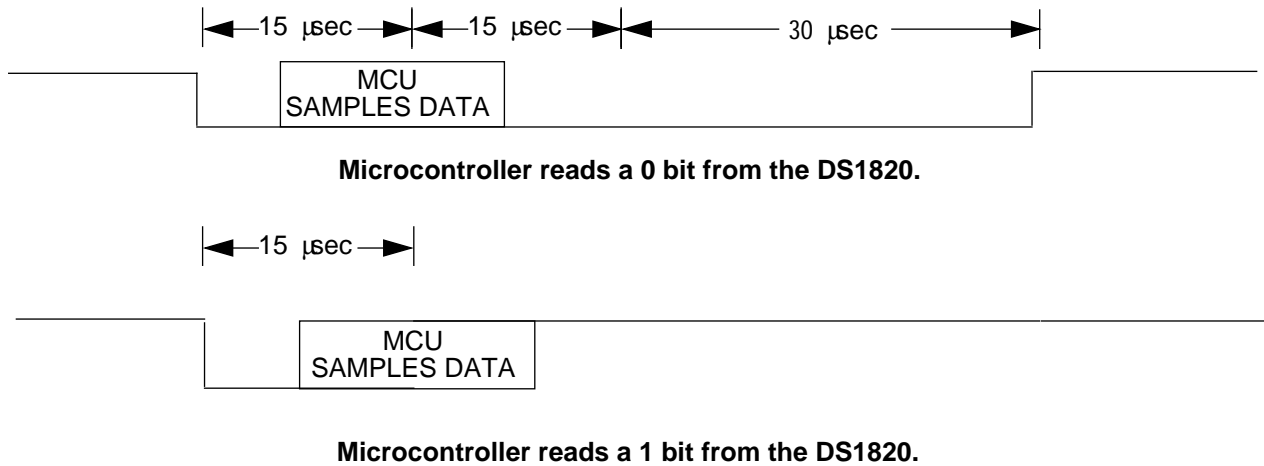 15 μsec 15 μsec 30 μsec
MCU
SAMPLES DATA
Microcontroller reads a 0 bit from the DS1820.
15 μsec
MCU
SAMPLES DATA
Microcontroller reads a 1 bit from the DS1820.